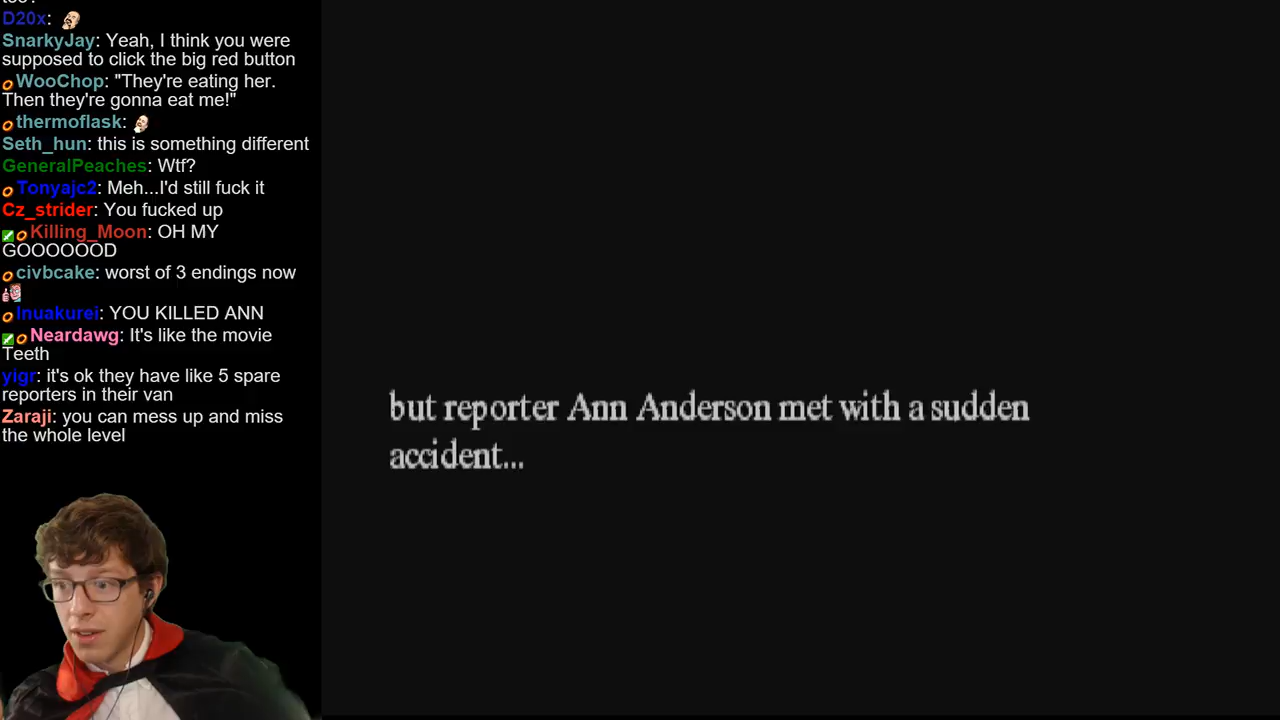 too?
D20x:
SnarkyJay: Yeah, I think you were
supposed to click the big red button
WooChop: "They're eating her.
Then they're gonna eat me!"
thermoflask:
Seth_hun: this is something different
GeneralPeaches: Wtf?
Tonyajc2: Meh...I'd still fuck it
Cz_strider: You fucked up
Killing_Moon: OH MY
GOOOOOOD
civbcake: worst of 3 endings now
Inuakurei: YOU KILLED ANN
Neardawg: It's like the movie
Teeth
yigr: it's ok they have like 5 spare
reporters in their van
Zaraji: you can mess up and miss
the whole level
but reporter Ann Anderson met with a sudden
accident...